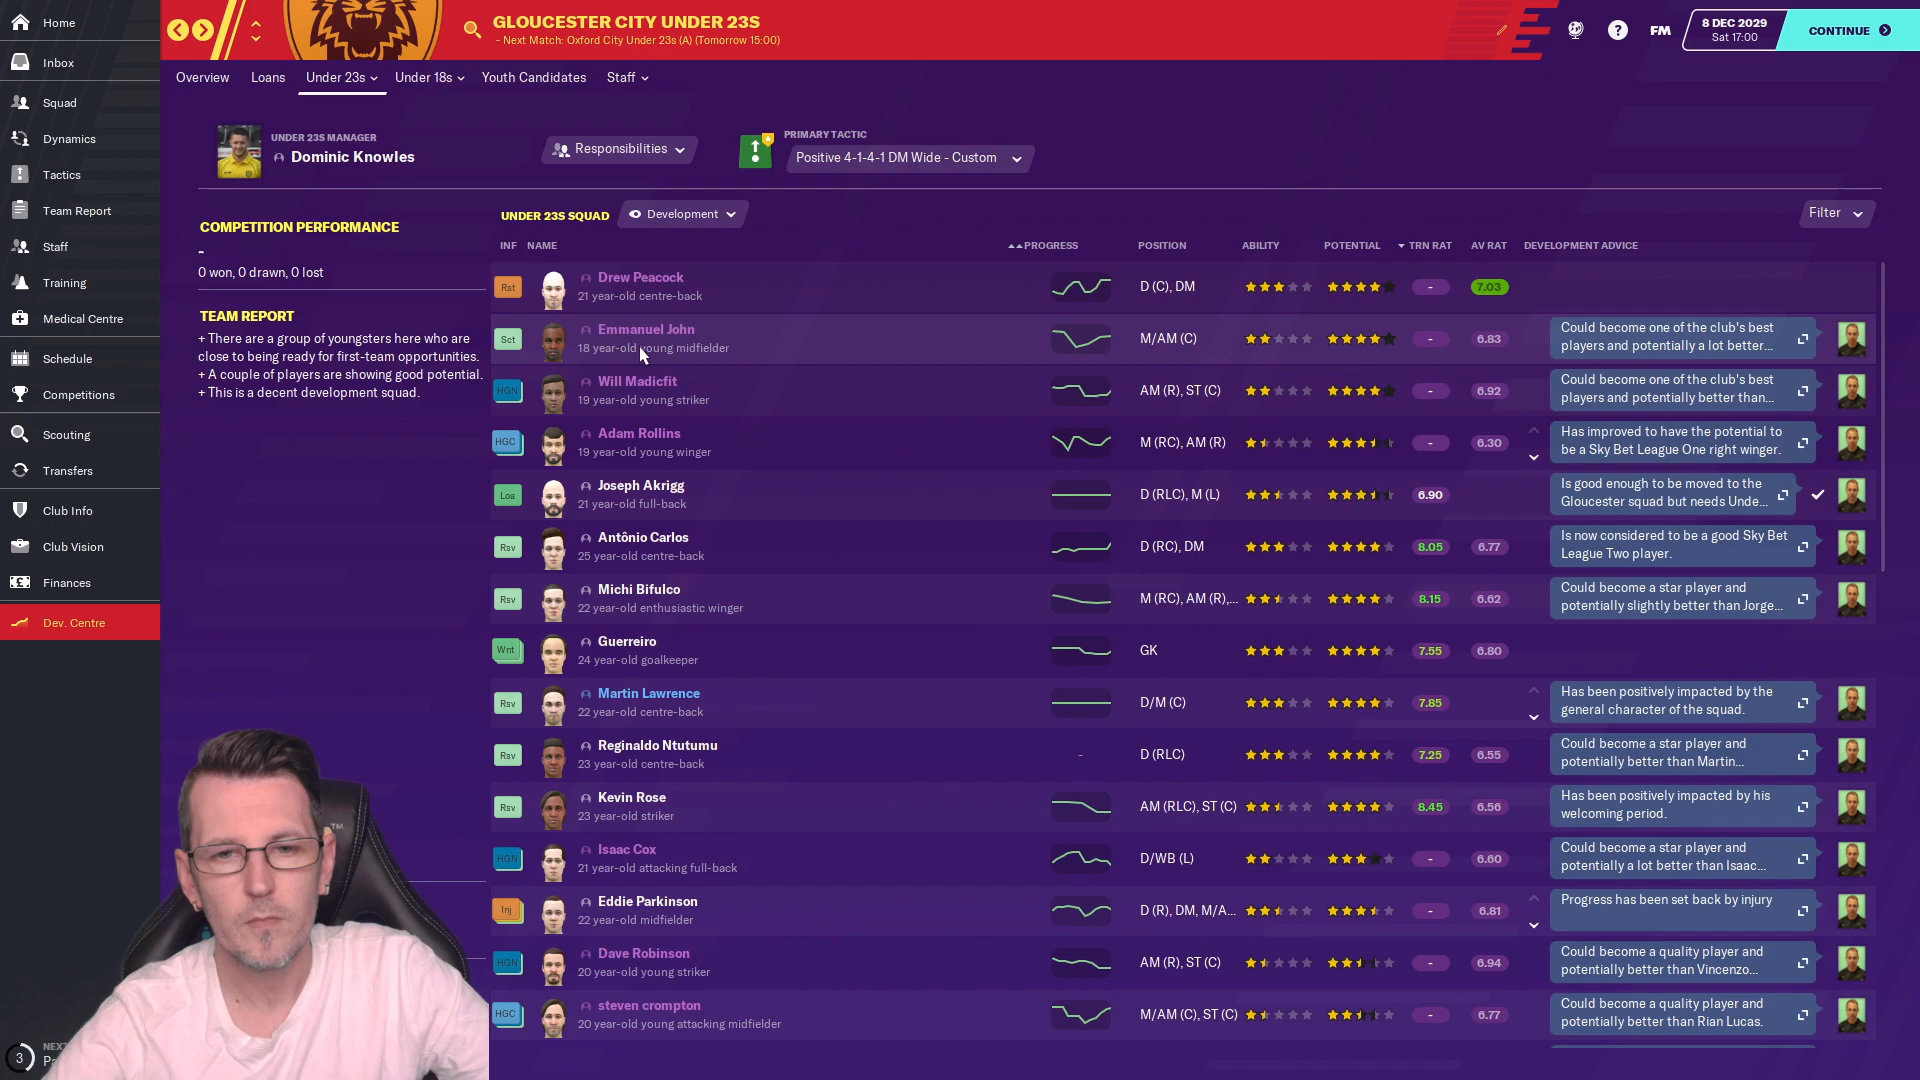 Home
Inbox
Squad
Dynamics
Tactics
Team Report
Staff
Training
Medical Centre
Schedule
Competitions
Scouting
Transfers
Club Info
Club Vision
Finances
Dev. Centre
GLOUCESTER CITY UNDER 23S
- Next Match: Oxford City Under 23s (A) (Tomorrow 15:00)
? FM
8 DEC 2029
Sat 17:00
CONTINUE
Overview Loans Under 23s Under 18s Youth Candidates Staff
UNDER 23S MANAGER
Dominic Knowles
Responsibilities
PRIMARY TACTIC
Positive 4-1-4-1 DM Wide - Custom
COMPETITION PERFORMANCE
-
0 won, 0 drawn, 0 lost
TEAM REPORT
+ There are a group of youngsters here who are
close to being ready for first-team opportunities.
+ A couple of players are showing good potential.
+ This is a decent development squad.
UNDER 23S SQUAD Development Filter
INF NAME PROGRESS POSITION ABILITY POTENTIAL TRN RAT AV RAT DEVELOPMENT ADVICE
Rst Drew Peacock D (C), DM - 7.03
21 year-old centre-back
Sct Emmanuel John M/AM (C) - 6.83 Could become one of the club's best
18 year-old young midfielder players and potentially a lot better...
HGN Will Madicfit AM (R), ST (C) - 6.92 Could become one of the club's best
19 year-old young striker players and potentially better than...
HGC Adam Rollins M (RC), AM (R) - 6.30 Has improved to have the potential to
19 year-old young winger be a Sky Bet League One right winger.
Loa Joseph Akrigg D (RLC), M (L) 6.90 Is good enough to be moved to the
21 year-old full-back Gloucester squad but needs Unde...
Rsv Antônio Carlos D (RC), DM 8.05 6.77 Is now considered to be a good Sky Bet
25 year-old centre-back League Two player.
Rsv Michi Bifulco M (RC), AM (R),... 8.15 6.62 Could become a star player and
22 year-old enthusiastic winger potentially slightly better than Jorge...
Wnt Guerreiro GK 7.55 6.80
24 year-old goalkeeper
Rsv Martin Lawrence D/M (C) 7.85 Has been positively impacted by the
22 year-old centre-back general character of the squad.
Rsv Reginaldo Ntutumu - D (RLC) 7.25 6.55 Could become a star player and
23 year-old centre-back potentially better than Martin...
Rsv Kevin Rose AM (RLC), ST (C) 8.45 6.56 Has been positively impacted by his
23 year-old striker welcoming period.
HGN Isaac Cox D/WB (L) - 6.60 Could become a star player and
21 year-old attacking full-back potentially a lot better than Isaac...
Inj Eddie Parkinson D (R), DM, M/A... - 6.81 Progress has been set back by injury
22 year-old midfielder
HGN Dave Robinson AM (R), ST (C) - 6.94 Could become a quality player and
20 year-old young striker potentially better than Vincenzo...
HGC steven crompton M/AM (C), ST (C) - 6.77 Could become a quality player and
20 year-old young attacking midfielder potentially better than Rian Lucas.
TM
3